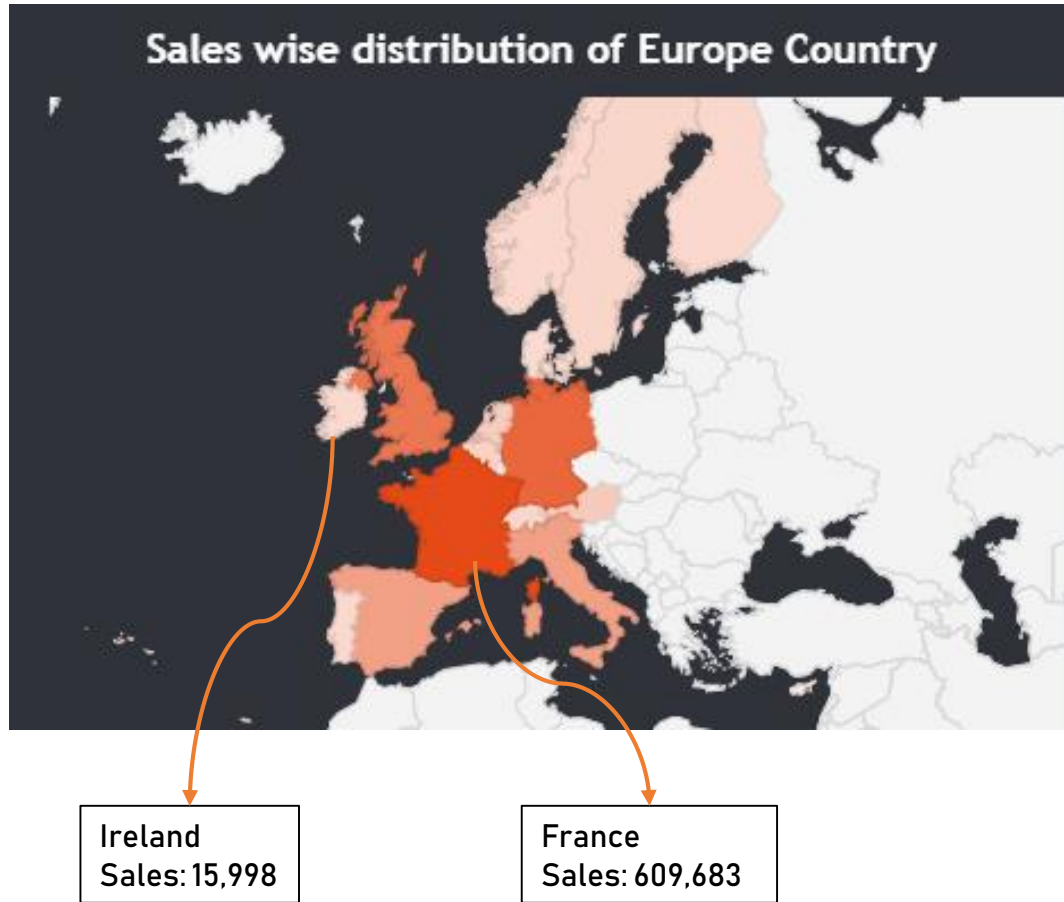 Sales wise distribution of Europe Country
Ireland
Sales: 15,998
France
Sales: 609,683